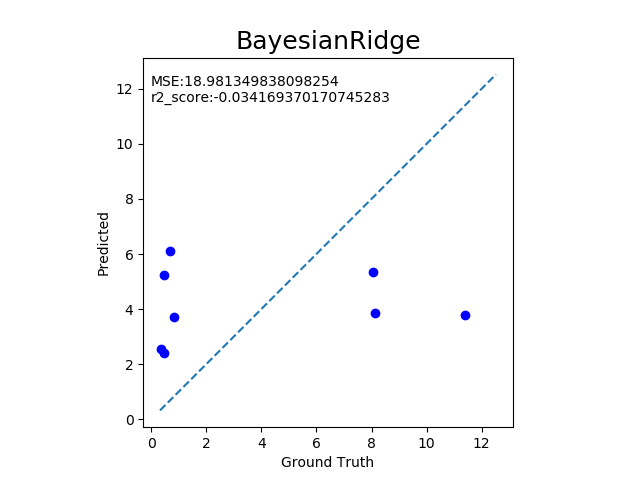 BayesianRidge
MSE:18.981349838098254
r2_score:-0.034169370170745283
12
10
8
6
4
2
0
Predicted
0 2 4 6 8 10 12
Ground Truth